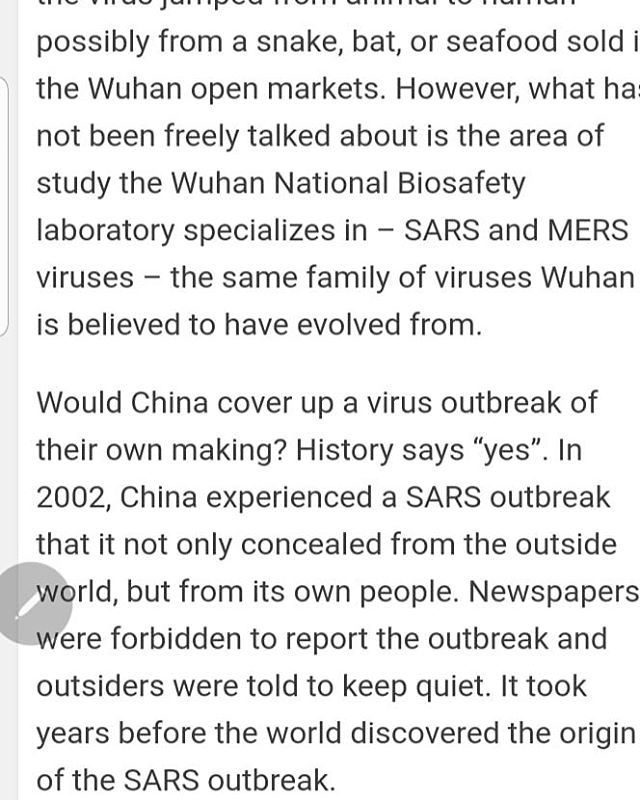 possibly from a snake, bat, or seafood sold i
the Wuhan open markets. However, what has
not been freely talked about is the area of
study the Wuhan National Biosafety
laboratory specializes in – SARS and MERS
viruses – the same family of viruses Wuhan
is believed to have evolved from.
Would China cover up a virus outbreak of
their own making? History says “yes”. In
2002, China experienced a SARS outbreak
that it not only concealed from the outside
world, but from its own people. Newspapers
were forbidden to report the outbreak and
outsiders were told to keep quiet. It took
years before the world discovered the origin
of the SARS outbreak.